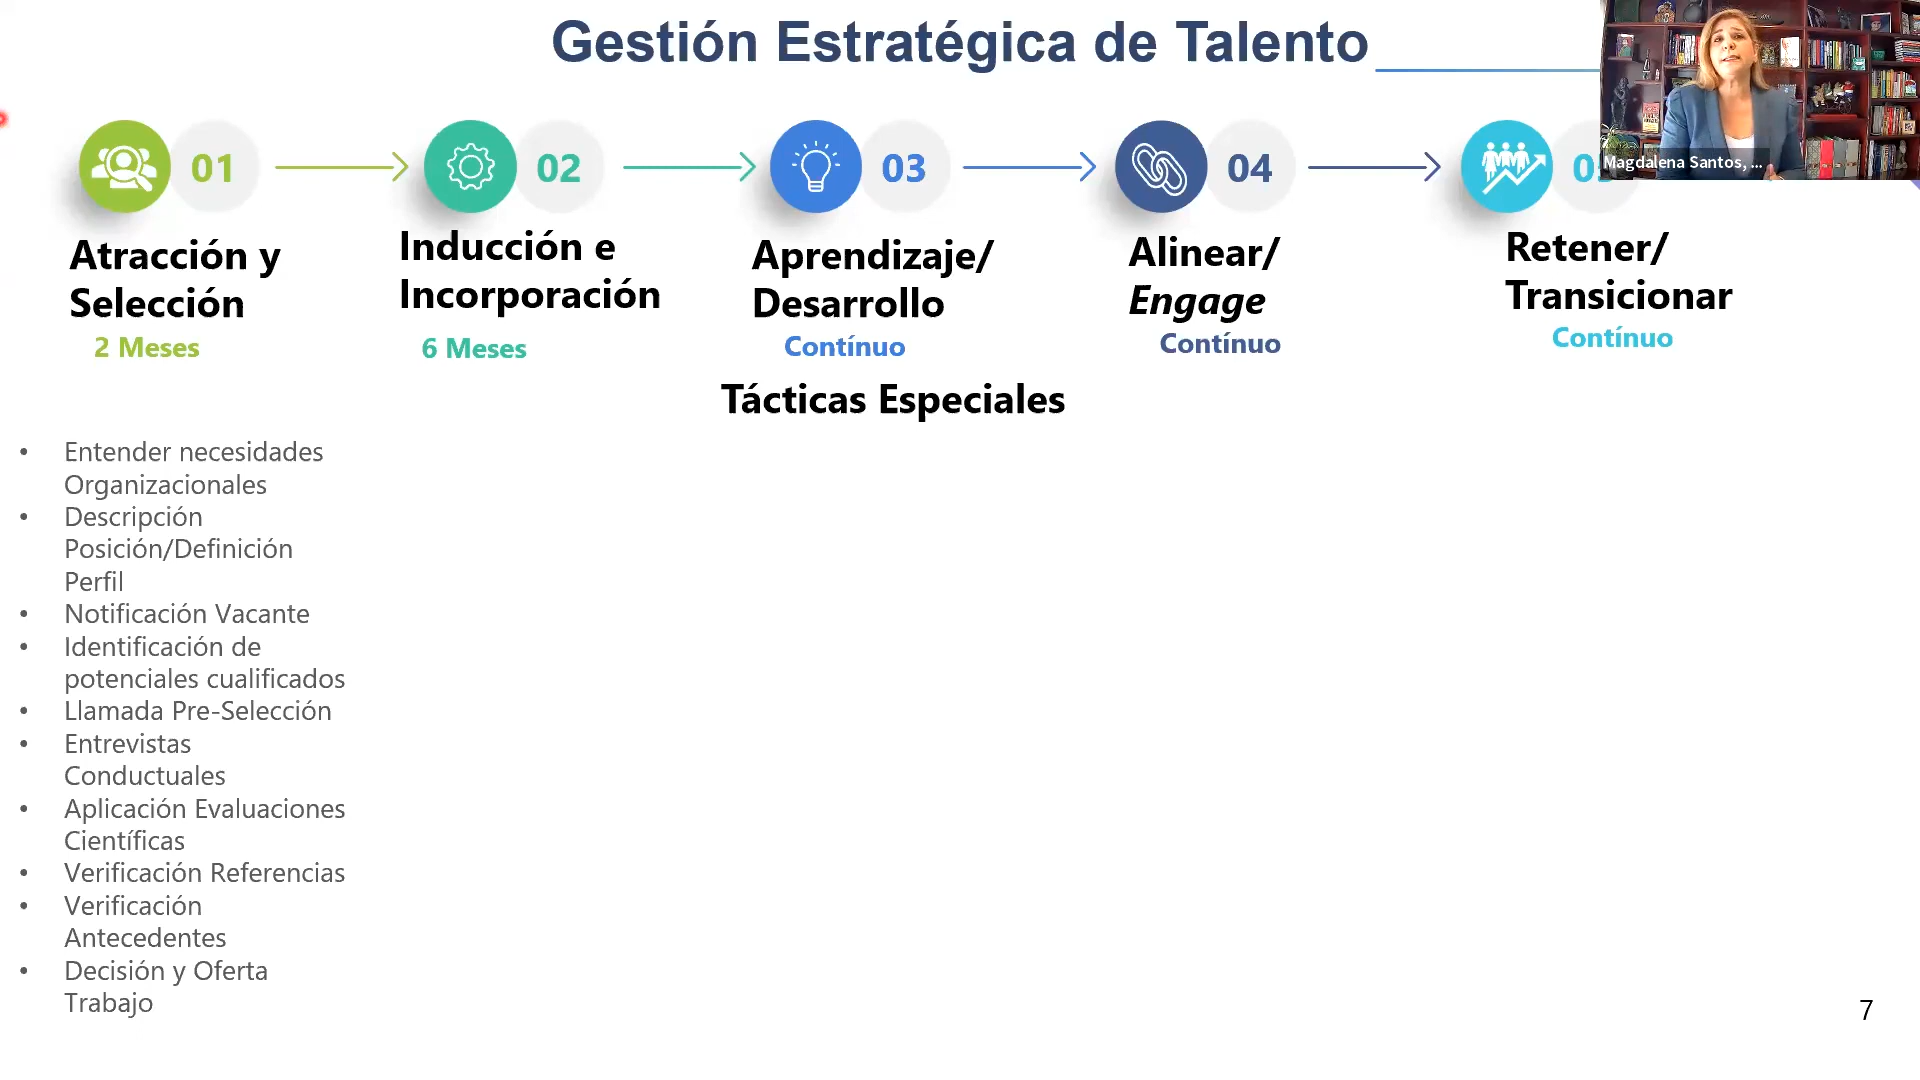 Gestión Estratégica de Talento
01
02
03
04
Magdalena Santos, ...
Atracción y
Selección
2 Meses
Inducción e
Incorporación
6 Meses
Aprendizaje/
Desarrollo
Contínuo
Alinear/
Engage
Contínuo
Retener/
Transicionar
Contínuo
Tácticas Especiales
• Entender necesidades
Organizacionales
• Descripción
Posición/Definición
Perfil
• Notificación Vacante
• Identificación de
potenciales cualificados
• Llamada Pre-Selección
• Entrevistas
Conductuales
• Aplicación Evaluaciones
Científicas
• Verificación Referencias
• Verificación
Antecedentes
• Decisión y Oferta
Trabajo
7